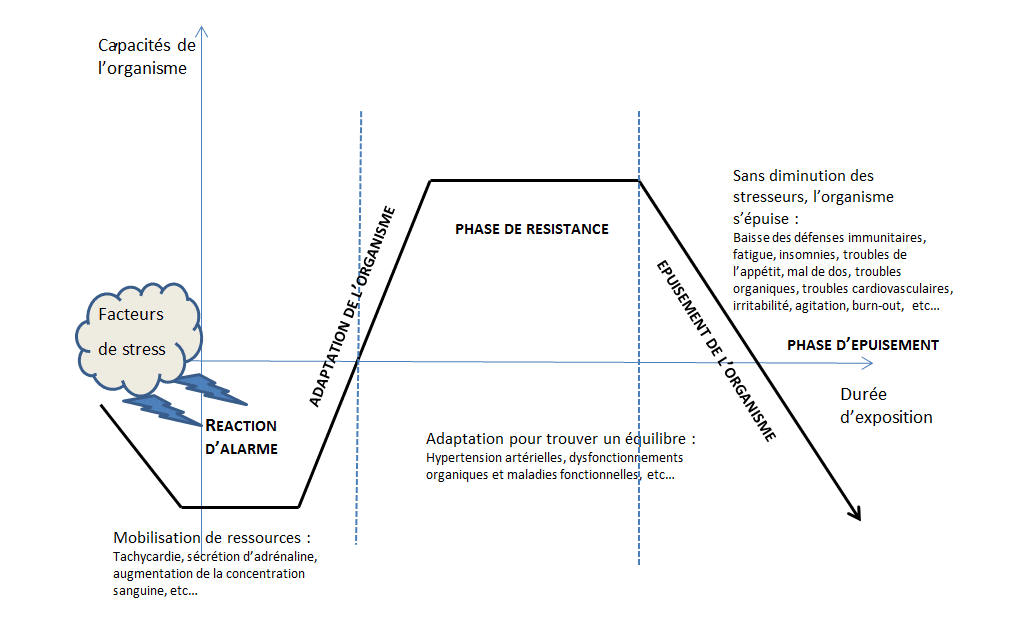 Capacités de
l’organisme
Facteurs
de stress
REACTION
D’ALARME
Mobilisation de ressources :
Tachycardie, sécrétion d’adrénaline,
augmentation de la concentration
sanguine, etc…
ADAPTATION DE L’ORGANISME
PHASE DE RESISTANCE
Adaptation pour trouver un équilibre :
Hypertension artérielles, dysfonctionnements
organiques et maladies fonctionnelles, etc…
EPUISEMENT DE L’ORGANISME
Sans diminution des
stresseurs, l’organisme
s’épuise :
Baisse des défenses immunitaires,
fatigue, insomnies, troubles de
l’appétit, mal de dos, troubles
organiques, troubles cardiovasculaires,
irritabilité, agitation, burn-out, etc…
PHASE D’EPUISEMENT
Durée
d’exposition